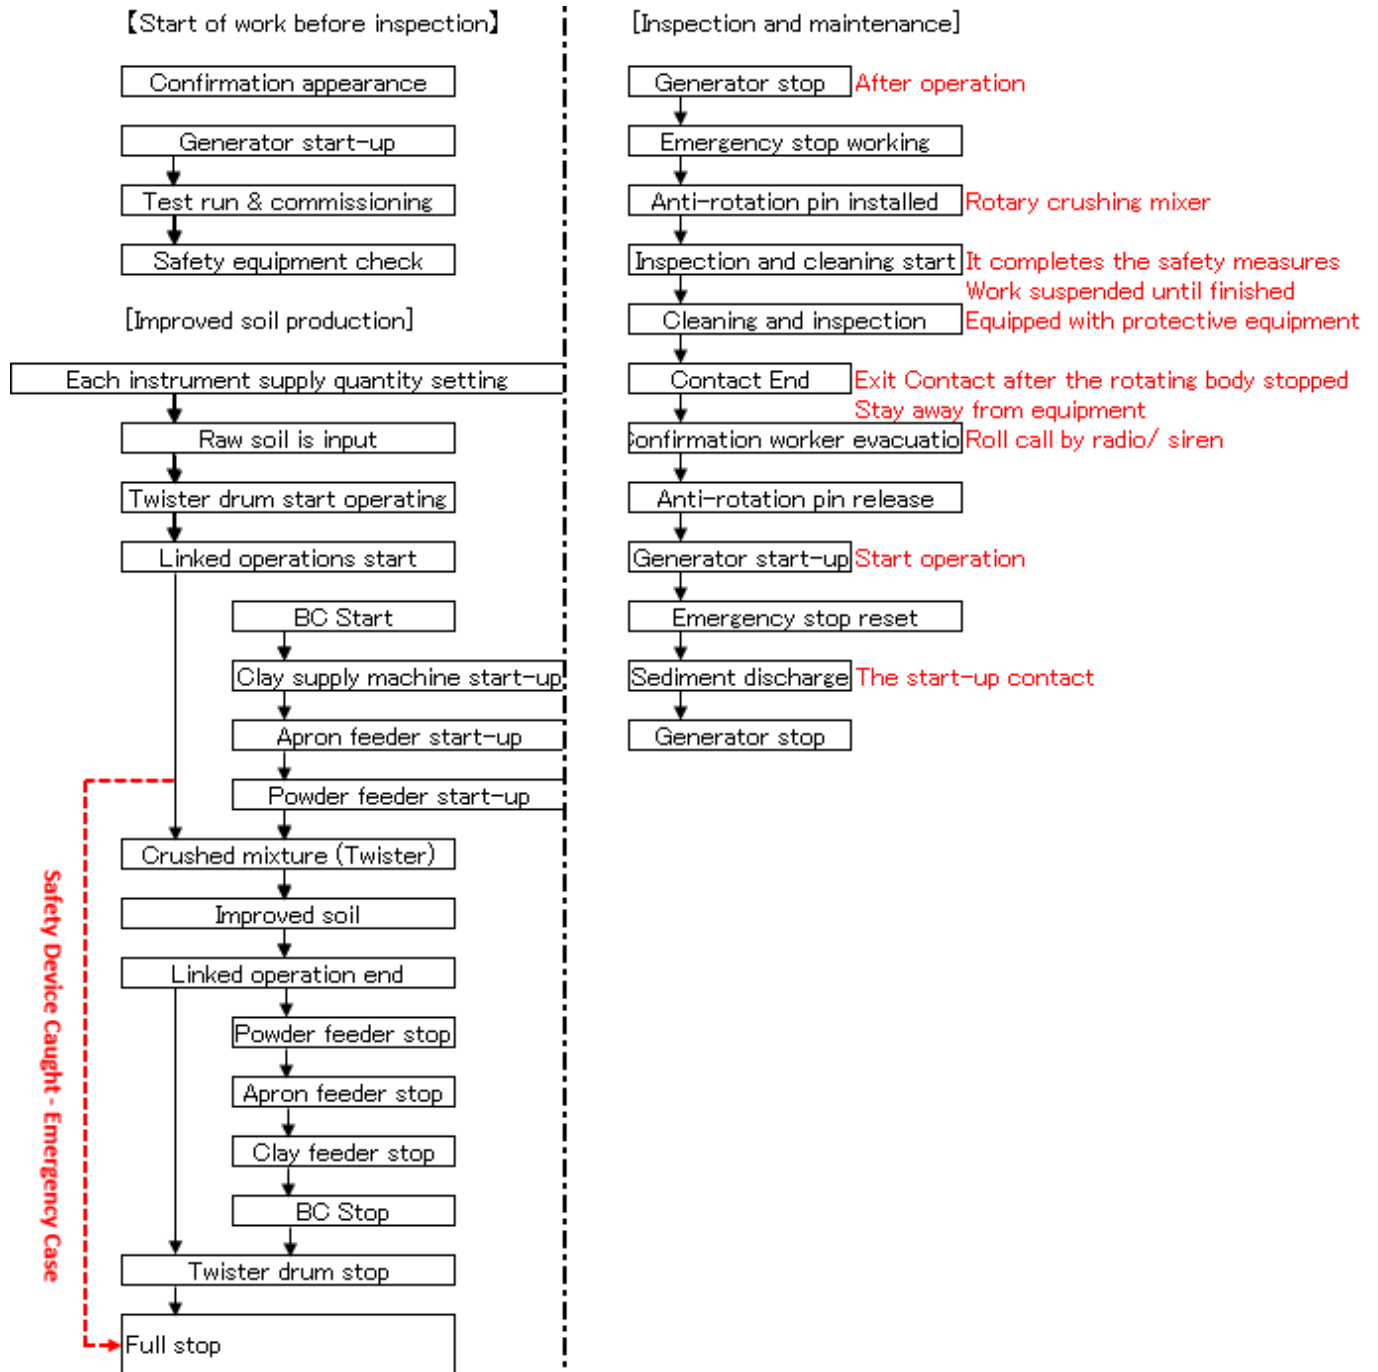 【Start of work before inspection】
Confirmation appearance
Generator start-up
Test run & commissioning
Safety equipment check
[Improved soil production]
Each instrument supply quantity setting
Raw soil is input
Twister drum start operating
Linked operations start
BC Start
Clay supply machine start-up
Apron feeder start-up
Powder feeder start-up
Crushed mixture (Twister)
Improved soil
Linked operation end
Powder feeder stop
Apron feeder stop
Clay feeder stop
BC Stop
Twister drum stop
Full stop
Safety Device Caught - Emergency Case
[Inspection and maintenance]
Generator stop After operation
Emergency stop working
Anti-rotation pin installed Rotary crushing mixer
Inspection and cleaning start It completes the safety measures
Work suspended until finished
Cleaning and inspection Equipped with protective equipment
Contact End Exit Contact after the rotating body stopped
Stay away from equipment
onfirmation worker evacuatio Roll call by radio/ siren
Anti-rotation pin release
Generator start-up Start operation
Emergency stop reset
Sediment discharge The start-up contact
Generator stop